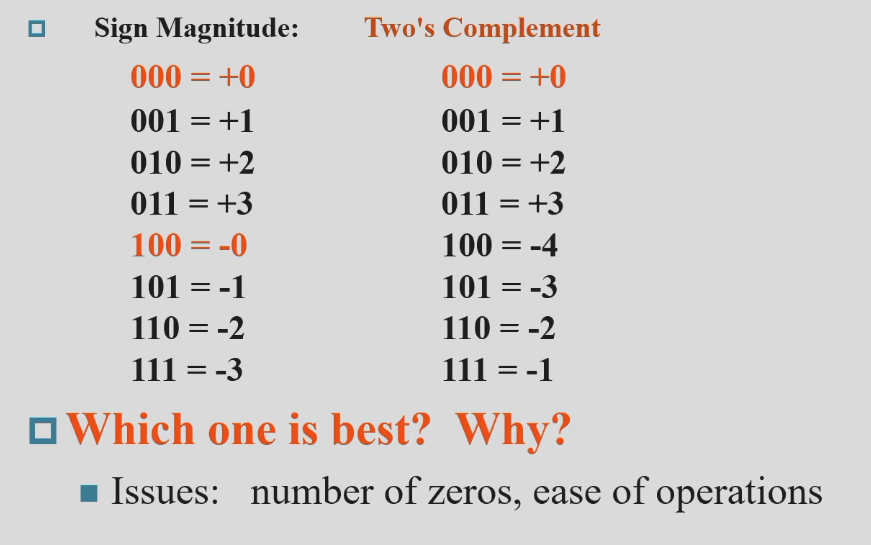 Sign Magnitude: Two's Complement
000 = +0 000 = +0
001 = +1 001 = +1
010 = +2 010 = +2
011 = +3 011 = +3
100 = -0 100 = -4
101 = -1 101 = -3
110 = -2 110 = -2
111 = -3 111 = -1
Which one is best? Why?
Issues: number of zeros, ease of operations